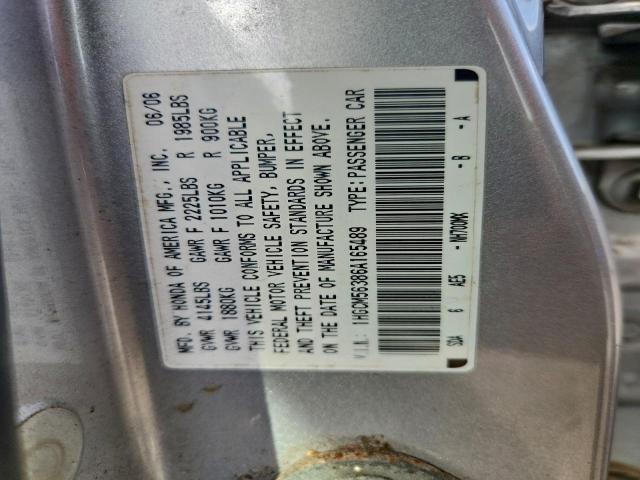 MFD. BY HONDA OF AMERICA MFG., INC. 06/06
GVWR 4145LBS GAWR F 2225LBS R 1985LBS
GVWR 1880KG GAWR F 1010KG R 900KG
THIS VEHICLE CONFORMS TO ALL APPLICABLE
FEDERAL MOTOR VEHICLE SAFETY, BUMPER,
AND THEFT PREVENTION STANDARDS IN EFFECT
ON THE DATE OF MANUFACTURE SHOWN ABOVE.
V.I.N.: 1HGCM56386A165489 TYPE: PASSENGER CAR
SDA 6 AE5 - NH700MX - B - A